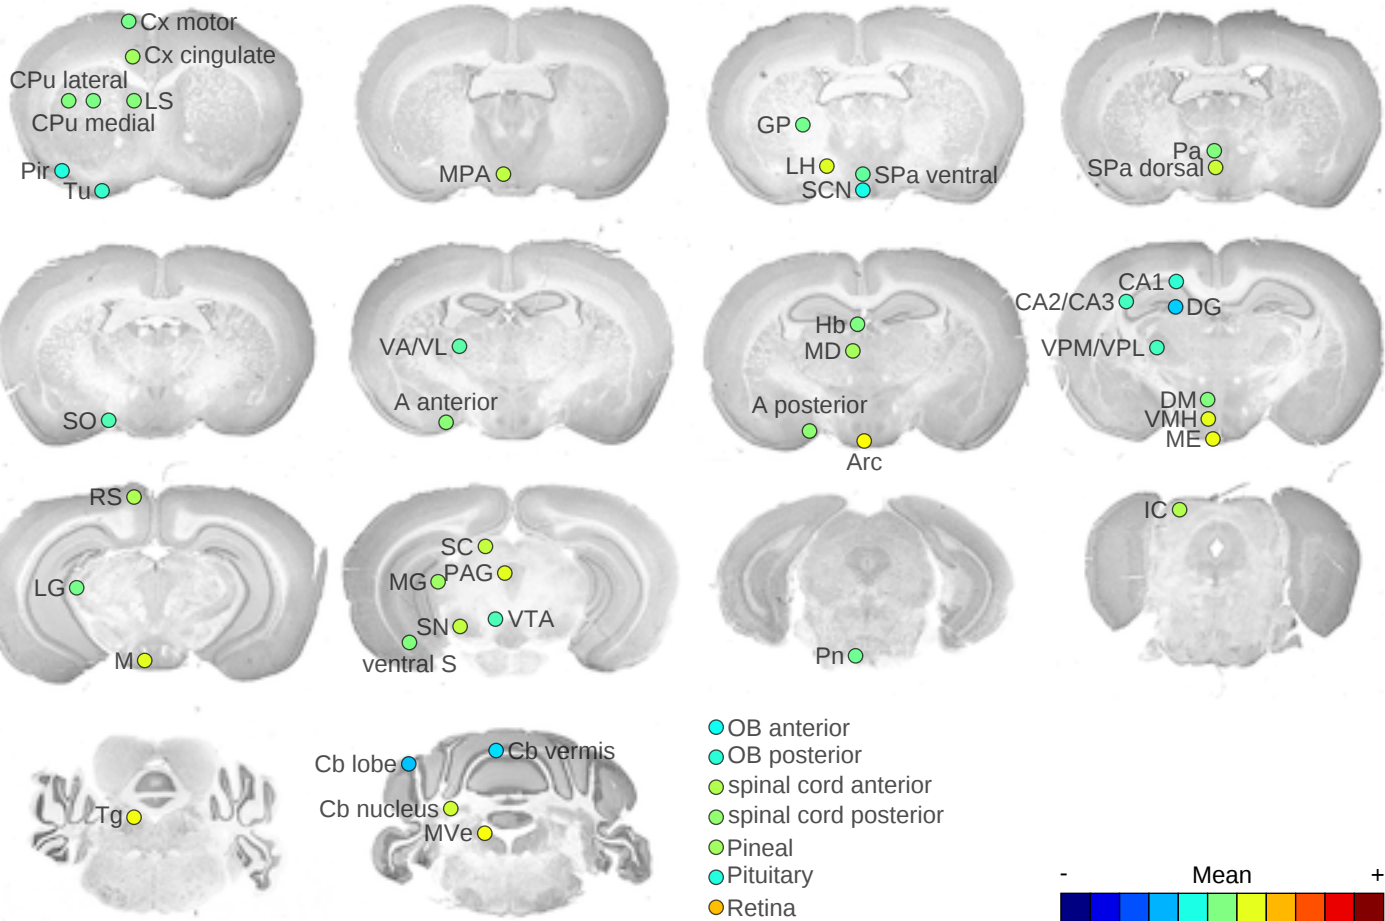 Cx motor
Cx cingulate
CPu lateral
LS
CPu medial
Pir
Tu
MPA
GP
LH
SPa ventral
SCN
Pa
SPa dorsal
SO
VA/VL
A anterior
Hb
MD
A posterior
Arc
CA1
CA2/CA3
DG
VPM/VPL
DM
VMH
ME
RS
LG
M
SC
MG
PAG
SN
VTA
ventral S
Pn
IC
Tg
Cb lobe
Cb vermis
Cb nucleus
MVe
OB anterior
OB posterior
spinal cord anterior
spinal cord posterior
Pineal
Pituitary
Retina
- Mean +